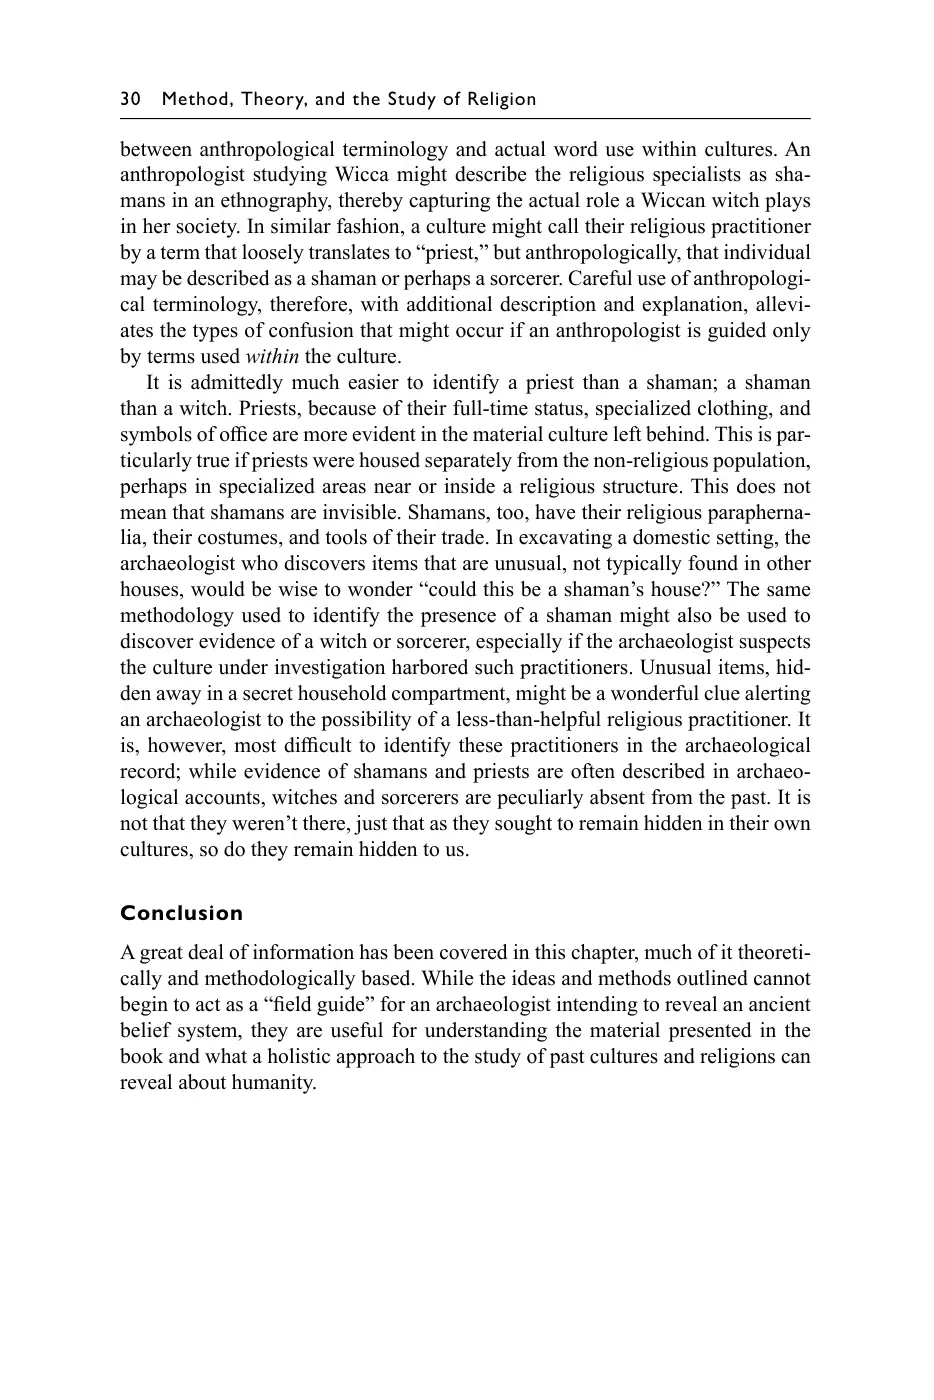 30 Method, Theory, and the Study of Religion
between anthropological terminology and actual word use within cultures. An
anthropologist studying Wicca might describe the religious specialists as sha-
mans in an ethnography, thereby capturing the actual role a Wiccan witch plays
in her society. In similar fashion, a culture might call their religious practitioner
by a term that loosely translates to “priest,” but anthropologically, that individual
may be described as a shaman or perhaps a sorcerer. Careful use of anthropologi-
cal terminology, therefore, with additional description and explanation, allevi-
ates the types of confusion that might occur if an anthropologist is guided only
by terms used within the culture.
It is admittedly much easier to identify a priest than a shaman; a shaman
than a witch. Priests, because of their full-time status, specialized clothing, and
symbols of office are more evident in the material culture left behind. This is par-
ticularly true if priests were housed separately from the non-religious population,
perhaps in specialized areas near or inside a religious structure. This does not
mean that shamans are invisible. Shamans, too, have their religious parapherna-
lia, their costumes, and tools of their trade. In excavating a domestic setting, the
archaeologist who discovers items that are unusual, not typically found in other
houses, would be wise to wonder “could this be a shaman’s house?” The same
methodology used to identify the presence of a shaman might also be used to
discover evidence of a witch or sorcerer, especially if the archaeologist suspects
the culture under investigation harbored such practitioners. Unusual items, hid-
den away in a secret household compartment, might be a wonderful clue alerting
an archaeologist to the possibility of a less-than-helpful religious practitioner. It
is, however, most difficult to identify these practitioners in the archaeological
record; while evidence of shamans and priests are often described in archaeo-
logical accounts, witches and sorcerers are peculiarly absent from the past. It is
not that they weren’t there, just that as they sought to remain hidden in their own
cultures, so do they remain hidden to us.
Conclusion
A great deal of information has been covered in this chapter, much of it theoreti-
cally and methodologically based. While the ideas and methods outlined cannot
begin to act as a “field guide” for an archaeologist intending to reveal an ancient
belief system, they are useful for understanding the material presented in the
book and what a holistic approach to the study of past cultures and religions can
reveal about humanity.